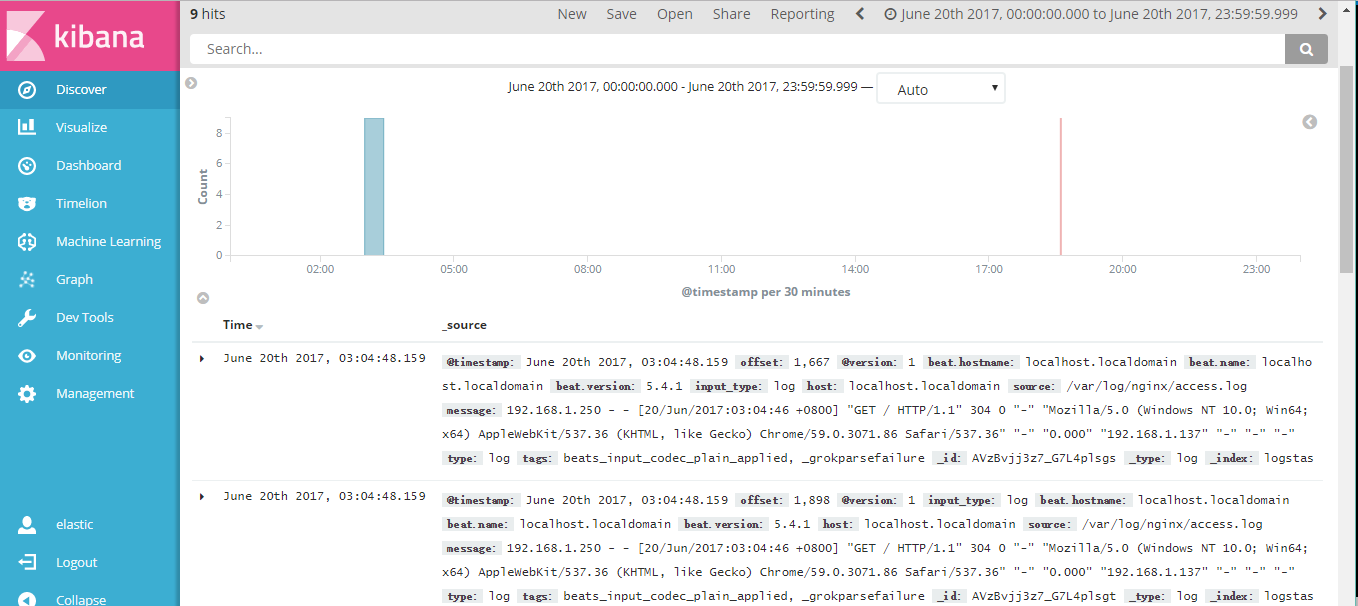 9 hits New Save Open Share Reporting June 20th 2017, 00:00:00.000 to June 20th 2017, 23:59:59.999
kibana
Search...
Discover
Visualize
Dashboard
Timelion
Machine Learning
Graph
Dev Tools
Monitoring
Management
elastic
Logout
Collapse
June 20th 2017, 00:00:00.000 - June 20th 2017, 23:59:59.999 — Auto
Count
8
6
4
2
0
02:00 05:00 08:00 11:00 14:00 17:00 20:00 23:00
@timestamp per 30 minutes
Time _source
June 20th 2017, 03:04:48.159 @timestamp: June 20th 2017, 03:04:48.159 offset: 1,667 @version: 1 beat.hostname: localhost.localdomain beat.name: localho
st.localdomain beat.version: 5.4.1 input_type: log host: localhost.localdomain source: /var/log/nginx/access.log
message: 192.168.1.250 - - [20/Jun/2017:03:04:46 +0800] "GET / HTTP/1.1" 304 0 "-" "Mozilla/5.0 (Windows NT 10.0; Win64;
x64) AppleWebKit/537.36 (KHTML, like Gecko) Chrome/59.0.3071.86 Safari/537.36" "-" "0.000" "192.168.1.137" "-" "-" "-"
type: log tags: beats_input_codec_plain_applied, _grokparsefailure _id: AVzBvjj3z7_G7L4plsgs _type: log _index: logstas
June 20th 2017, 03:04:48.159 @timestamp: June 20th 2017, 03:04:48.159 offset: 1,898 @version: 1 input_type: log beat.hostname: localhost.localdomain
beat.name: localhost.localdomain beat.version: 5.4.1 host: localhost.localdomain source: /var/log/nginx/access.log
message: 192.168.1.250 - - [20/Jun/2017:03:04:46 +0800] "GET / HTTP/1.1" 304 0 "-" "Mozilla/5.0 (Windows NT 10.0; Win64;
x64) AppleWebKit/537.36 (KHTML, like Gecko) Chrome/59.0.3071.86 Safari/537.36" "-" "0.000" "192.168.1.137" "-" "-" "-"
type: log tags: beats_input_codec_plain_applied, _grokparsefailure _id: AVzBvjj3z7_G7L4plsgt _type: log _index: logstas